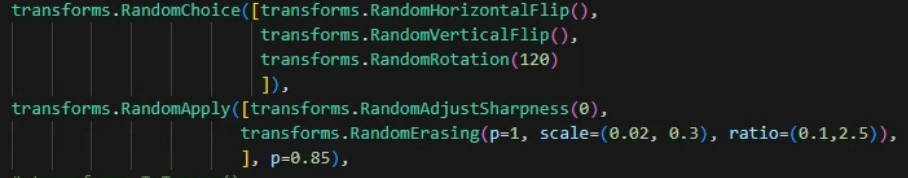 transforms.RandomChoice([transforms.RandomHorizontalFlip(),
transforms.RandomVerticalFlip(),
transforms.RandomRotation(120)
]),
transforms.RandomApply([transforms.RandomAdjustSharpness(0),
transforms.RandomErasing(p=1, scale=(0.02, 0.3), ratio=(0.1,2.5)),
], p=0.85),